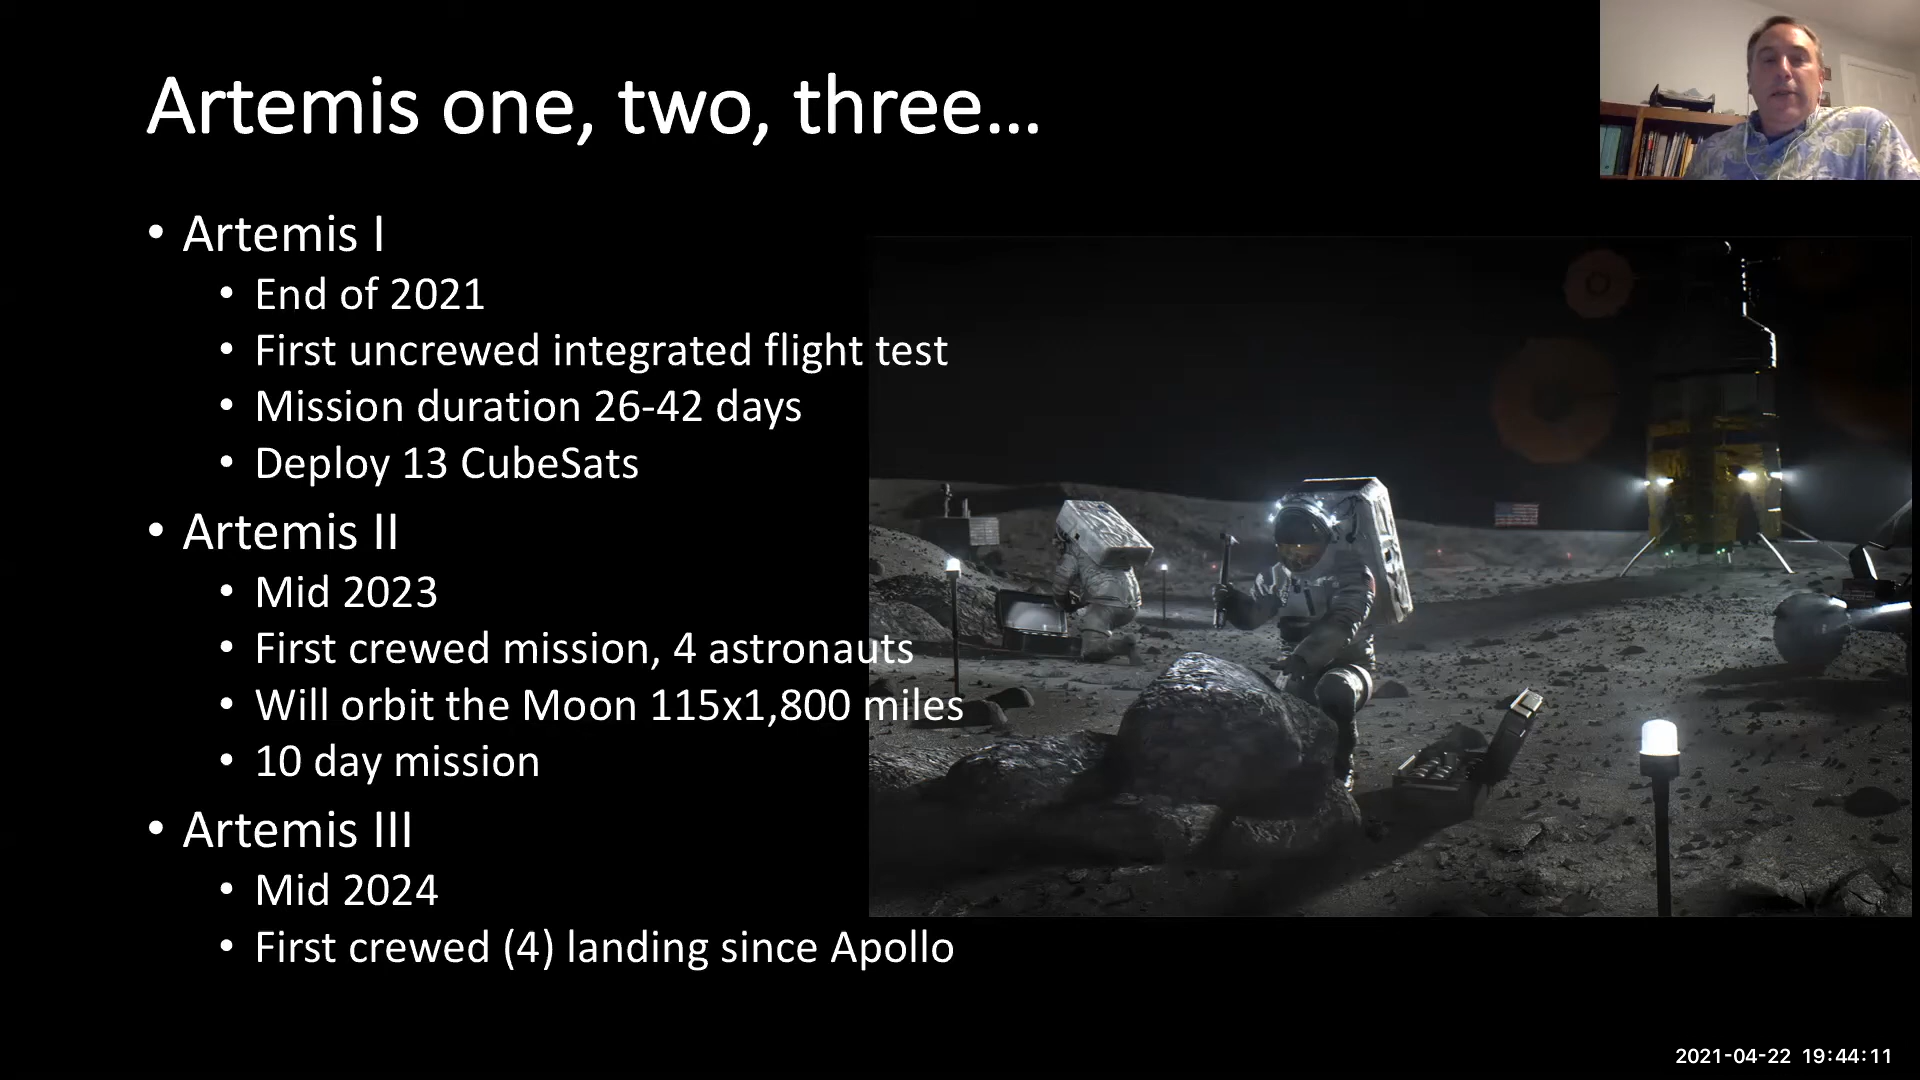 Artemis one, two, three...
• Artemis I
• End of 2021
• First uncrewed integrated flight test
• Mission duration 26-42 days
• Deploy 13 CubeSats
• Artemis II
• Mid 2023
• First crewed mission, 4 astronauts
• Will orbit the Moon 115x1,800 miles
• 10 day mission
• Artemis III
• Mid 2024
• First crewed (4) landing since Apollo
2021-04-22 19:44:11